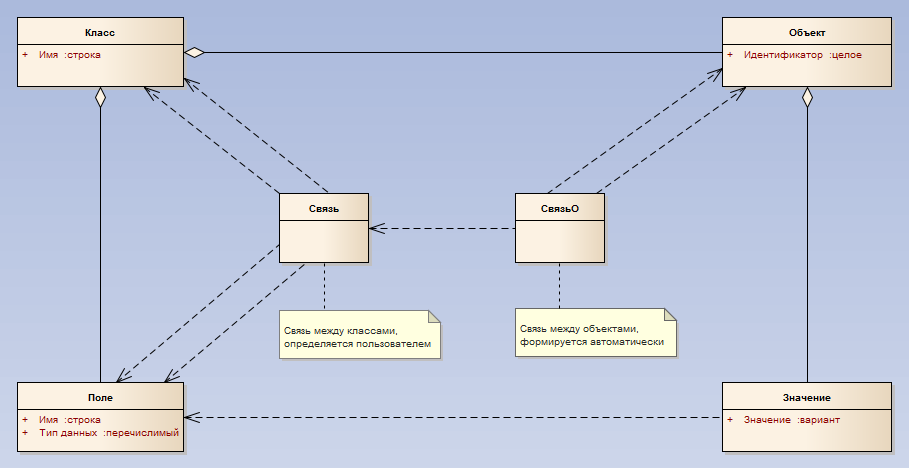 Класс
+ Имя :строка
Объект
+ Идентификатор :целое
Связь
СвязьО
Связь между классами,
определяется пользователем
Связь между объектами,
формируется автоматически
Поле
+ Имя :строка
+ Тип данных :перечислимый
Значение
+ Значение :вариант